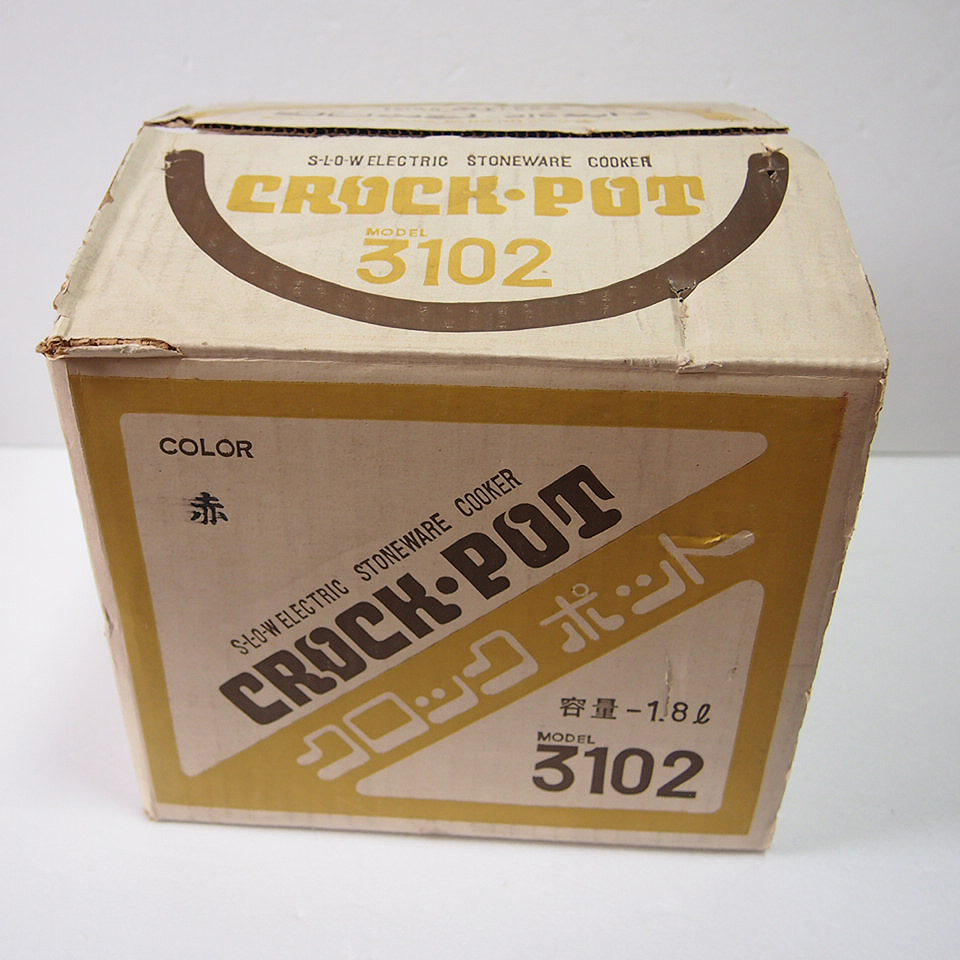 S-L-O-W ELECTRIC STONEWARE COOKER
CROCK·POT
MODEL
3102
COLOR
赤
S-L-O-W ELECTRIC STONEWARE COOKER
CROCK·POT
クロック ポット
容量-1.8ℓ
MODEL
3102